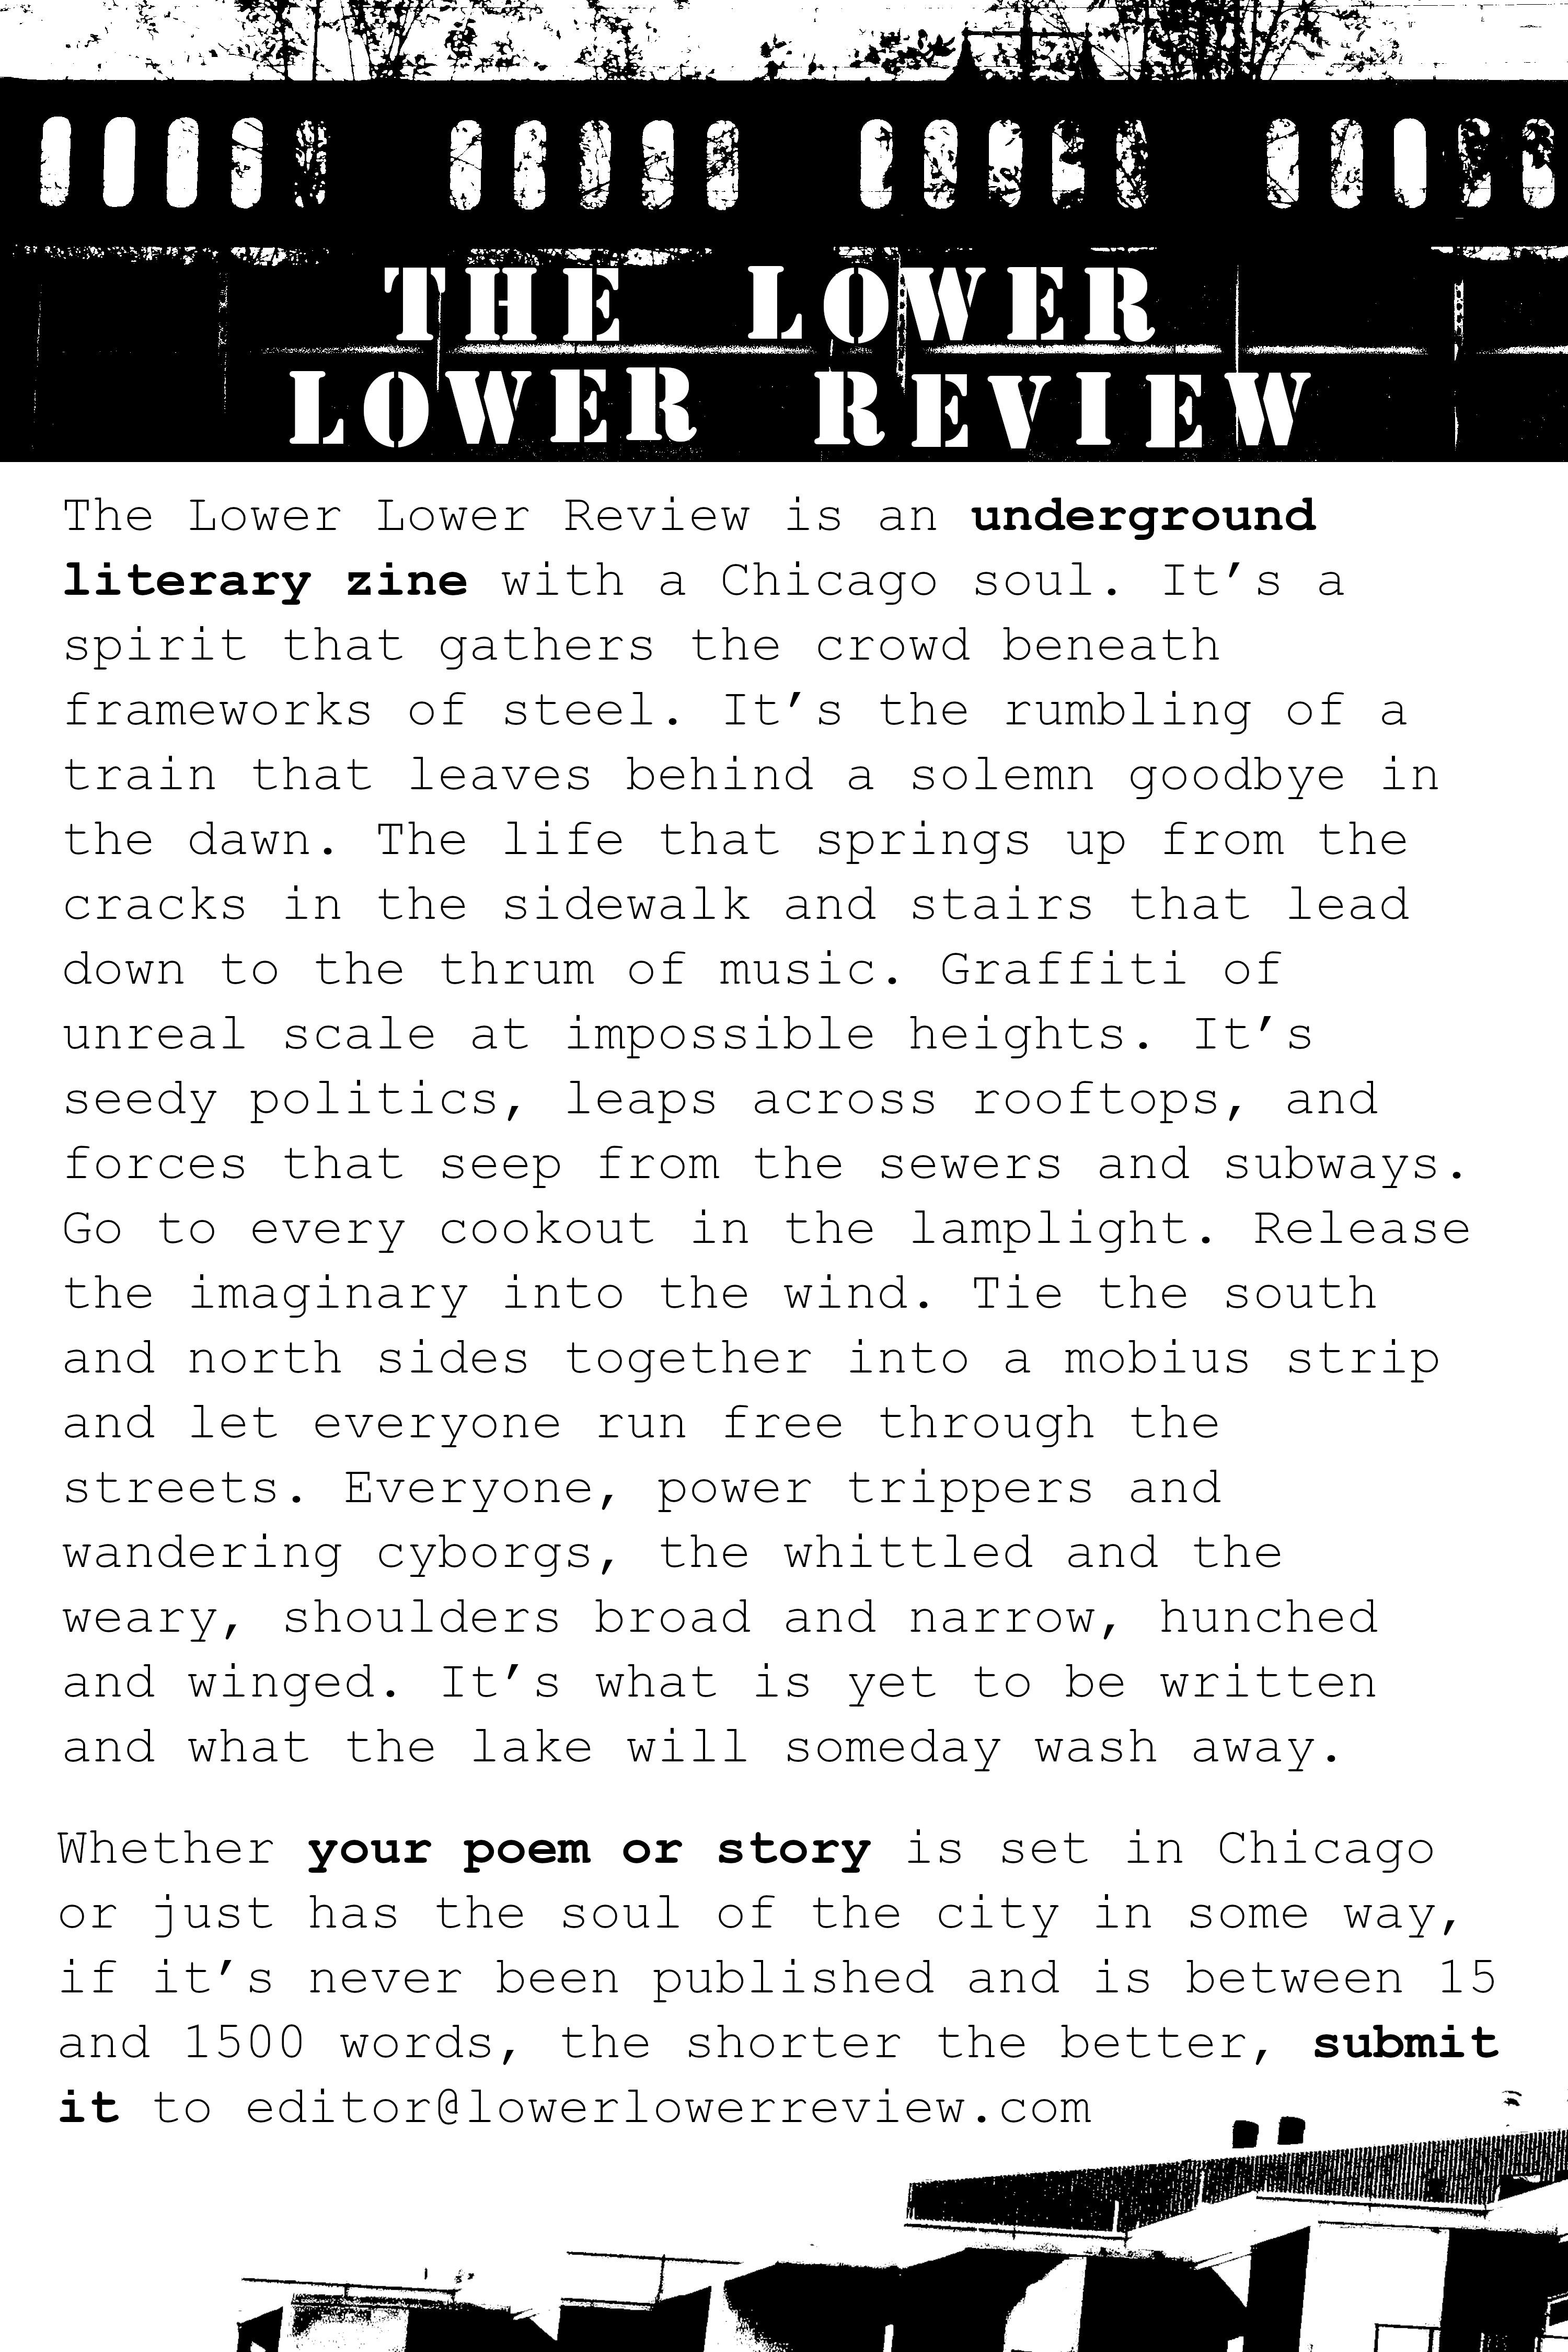 THE LOWER
LOWER REVIEW
The Lower Lower Review is an underground
literary zine with a Chicago soul. It’s a
spirit that gathers the crowd beneath
frameworks of steel. It’s the rumbling of a
train that leaves behind a solemn goodbye in
the dawn. The life that springs up from the
cracks in the sidewalk and stairs that lead
down to the thrum of music. Graffiti of
unreal scale at impossible heights. It’s
seedy politics, leaps across rooftops, and
forces that seep from the sewers and subways.
Go to every cookout in the lamplight. Release
the imaginary into the wind. Tie the south
and north sides together into a mobius strip
and let everyone run free through the
streets. Everyone, power trippers and
wandering cyborgs, the whittled and the
weary, shoulders broad and narrow, hunched
and winged. It’s what is yet to be written
and what the lake will someday wash away.
Whether your poem or story is set in Chicago
or just has the soul of the city in some way,
if it’s never been published and is between 15
and 1500 words, the shorter the better, submit
it to editor@lowerlowerreview.com